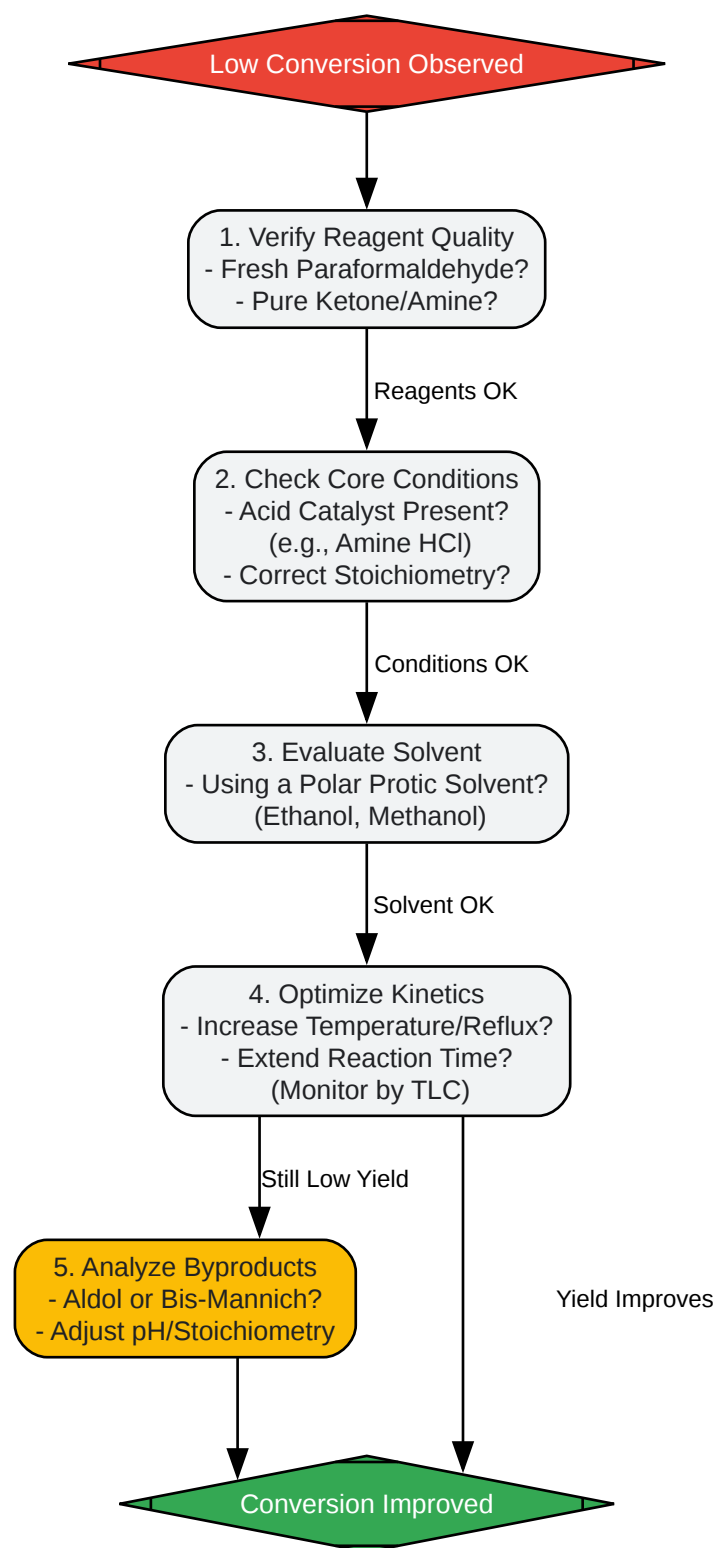 Low Conversion Observed
1. Verify Reagent Quality
- Fresh Paraformaldehyde?
- Pure Ketone/Amine?
Reagents OK
2. Check Core Conditions
- Acid Catalyst Present?
(e.g., Amine HCl)
- Correct Stoichiometry?
Conditions OK
3. Evaluate Solvent
- Using a Polar Protic Solvent?
(Ethanol, Methanol)
Solvent OK
4. Optimize Kinetics
- Increase Temperature/Reflux?
- Extend Reaction Time?
(Monitor by TLC)
Still Low Yield
5. Analyze Byproducts
- Aldol or Bis-Mannich?
- Adjust pH/Stoichiometry
Yield Improves
Conversion Improved